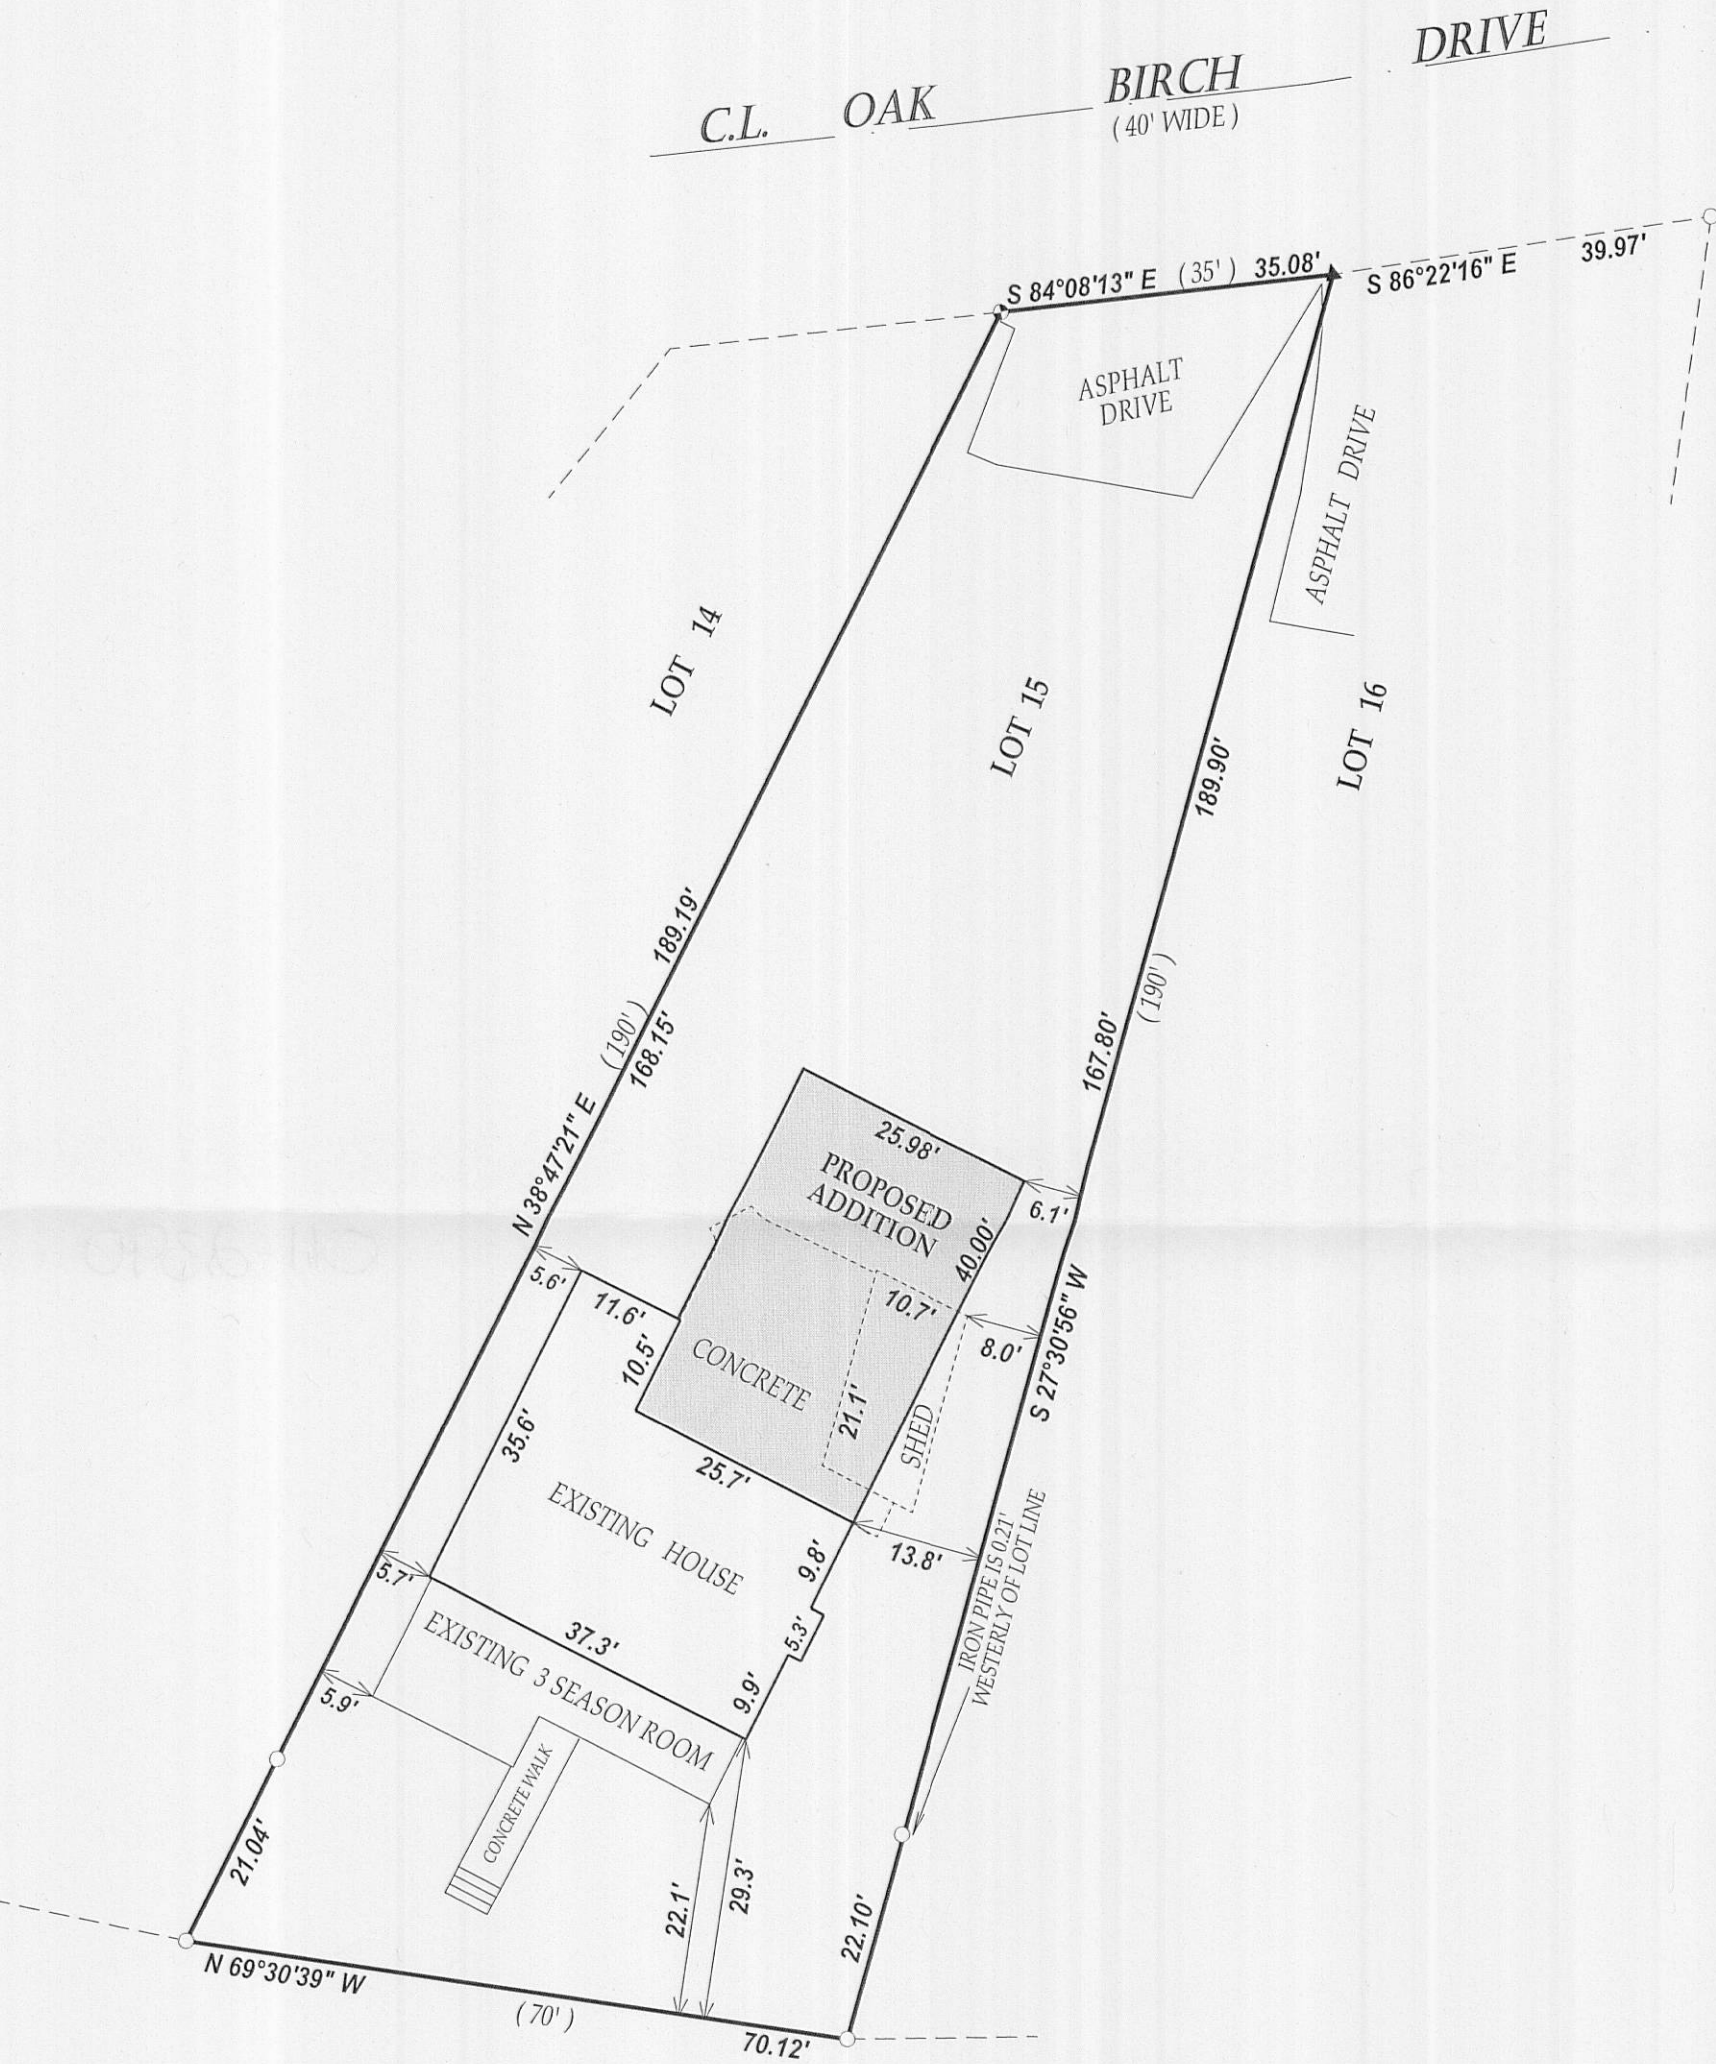 C.L. OAK BIRCH DRIVE
( 40' WIDE )
S 84°08'13" E ( 35' ) 35.08'
S 86°22'16" E 39.97'
ASPHALT
DRIVE
ASPHALT DRIVE
LOT 14
LOT 15
LOT 16
189.90'
189.19'
( 190' )
( 190' )
168.15'
167.80'
N 38°47'21" E
25.98'
PROPOSED
ADDITION
6.1'
40.00'
5.6'
11.6'
10.7'
8.0'
S 27°30'56" W
10.5'
CONCRETE
21.1'
SHED
35.6'
25.7'
EXISTING HOUSE
9.8'
13.8'
IRON PIPE IS 0.21'
WESTERLY OF LOT LINE
5.7'
37.3'
5.3'
EXISTING 3 SEASON ROOM
9.9'
5.9'
CONCRETE WALK
21.04'
22.1'
29.3'
22.10'
N 69°30'39" W
( 70' )
70.12'